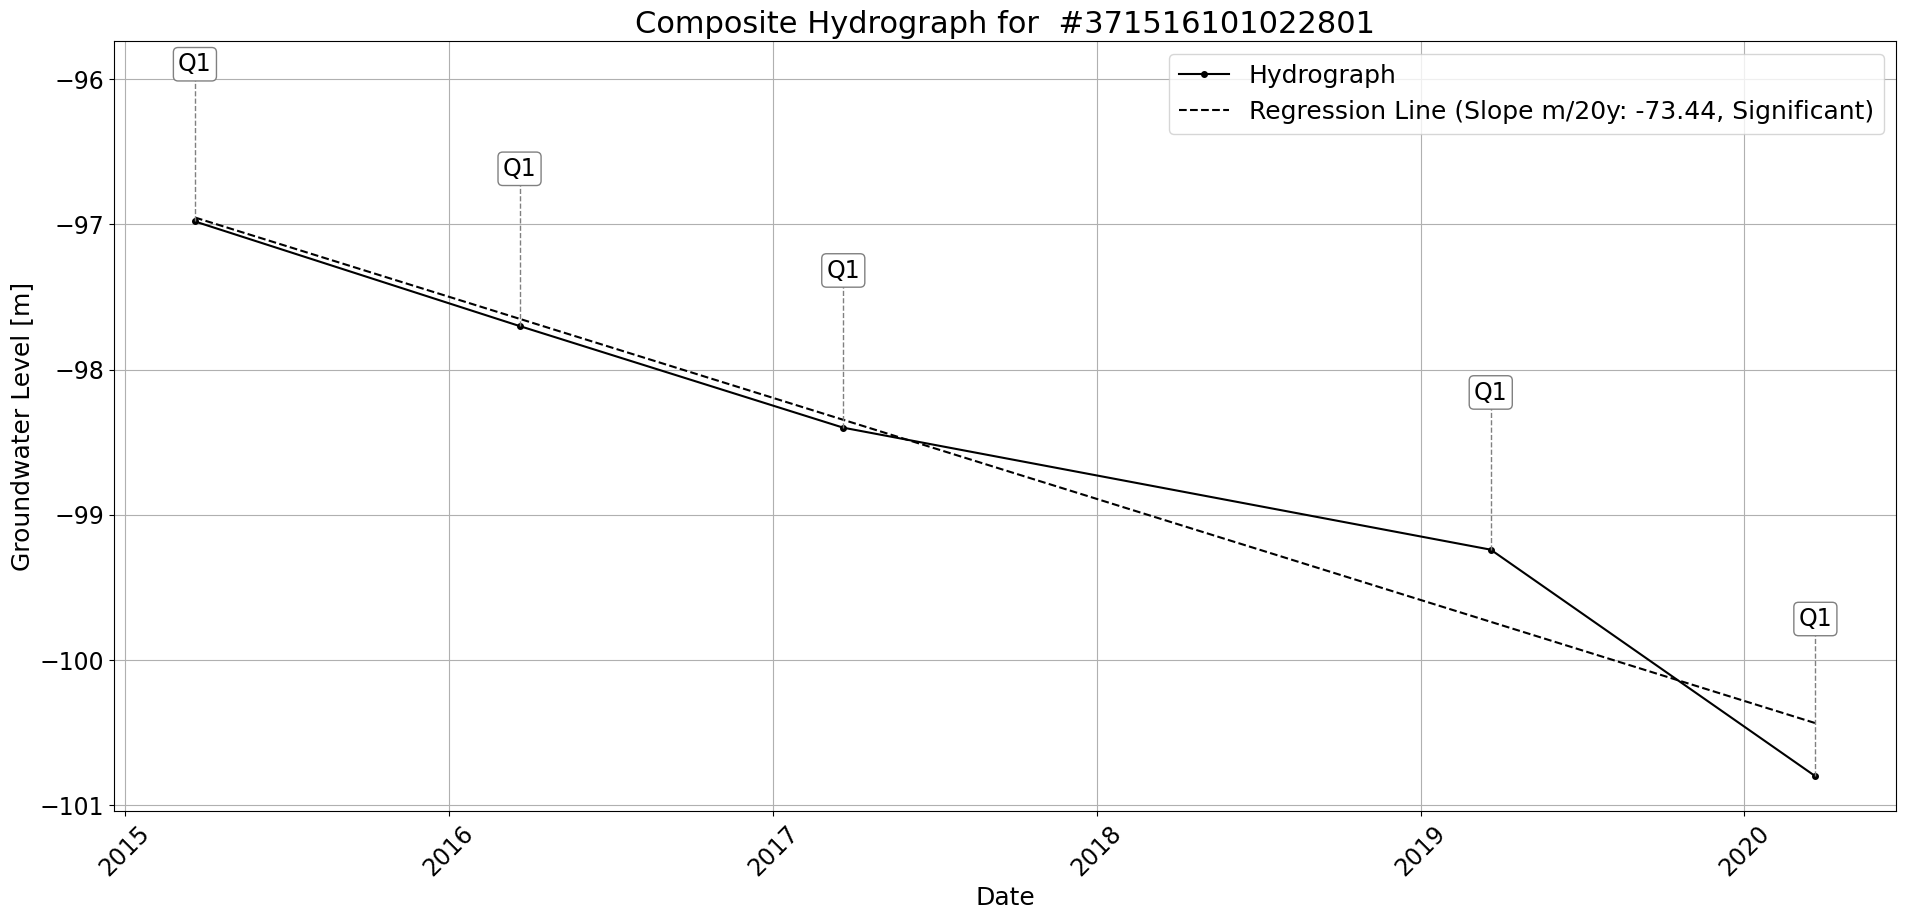 Composite Hydrograph for  #371516101022801
Hydrograph
Regression Line (Slope m/20y: -73.44, Significant)
Q1
Q1
Q1
Q1
Q1
−96
−97
−98
−99
−100
−101
Groundwater Level [m]
2015
2016
2017
2018
2019
2020
Date